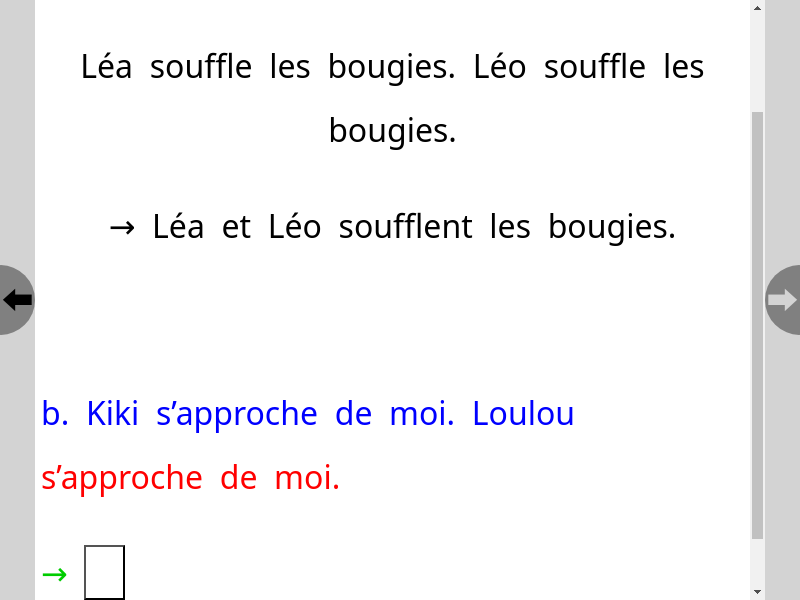 Léa souffle les bougies. Léo souffle les
bougies.
→ Léa et Léo soufflent les bougies.
b. Kiki s’approche de moi. Loulou
s’approche de moi.
→